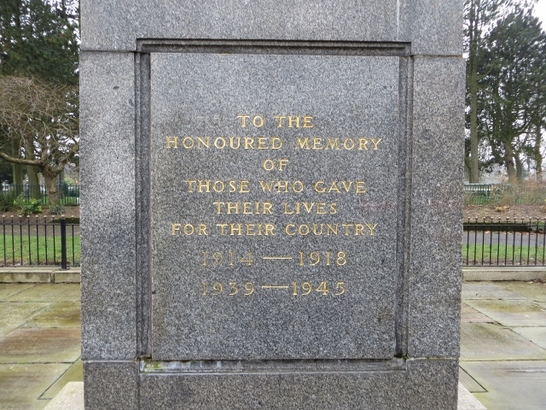 TO THE
HONOURED MEMORY
OF
THOSE WHO GAVE
THEIR LIVES
FOR THEIR COUNTRY
1914 — 1918
1939 — 1945